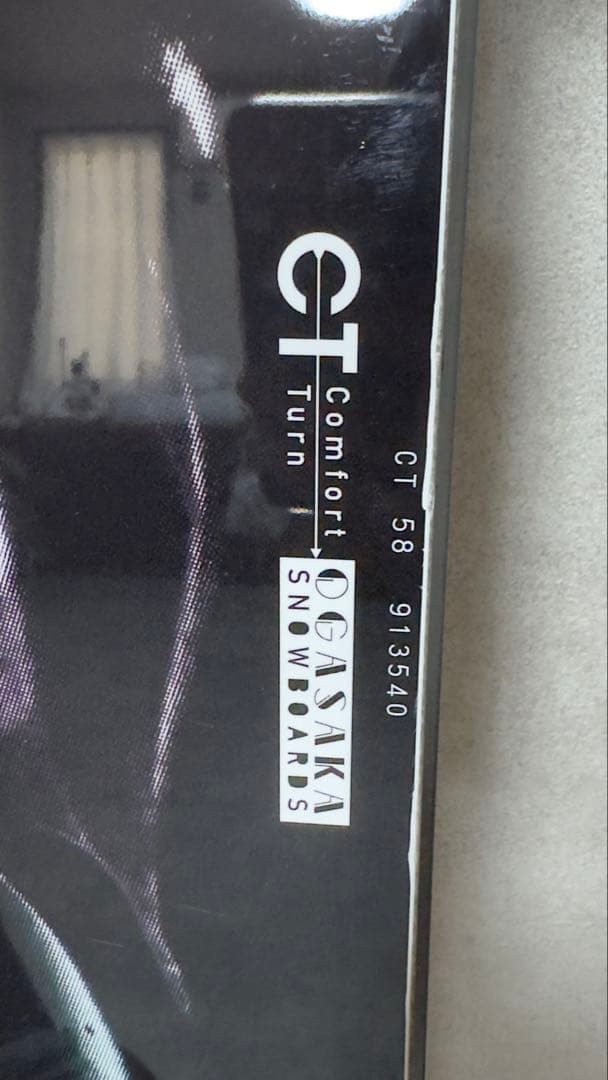 CT 58 913540
CT
Comfort
Turn
OGASAKA
SNOWBOARDS